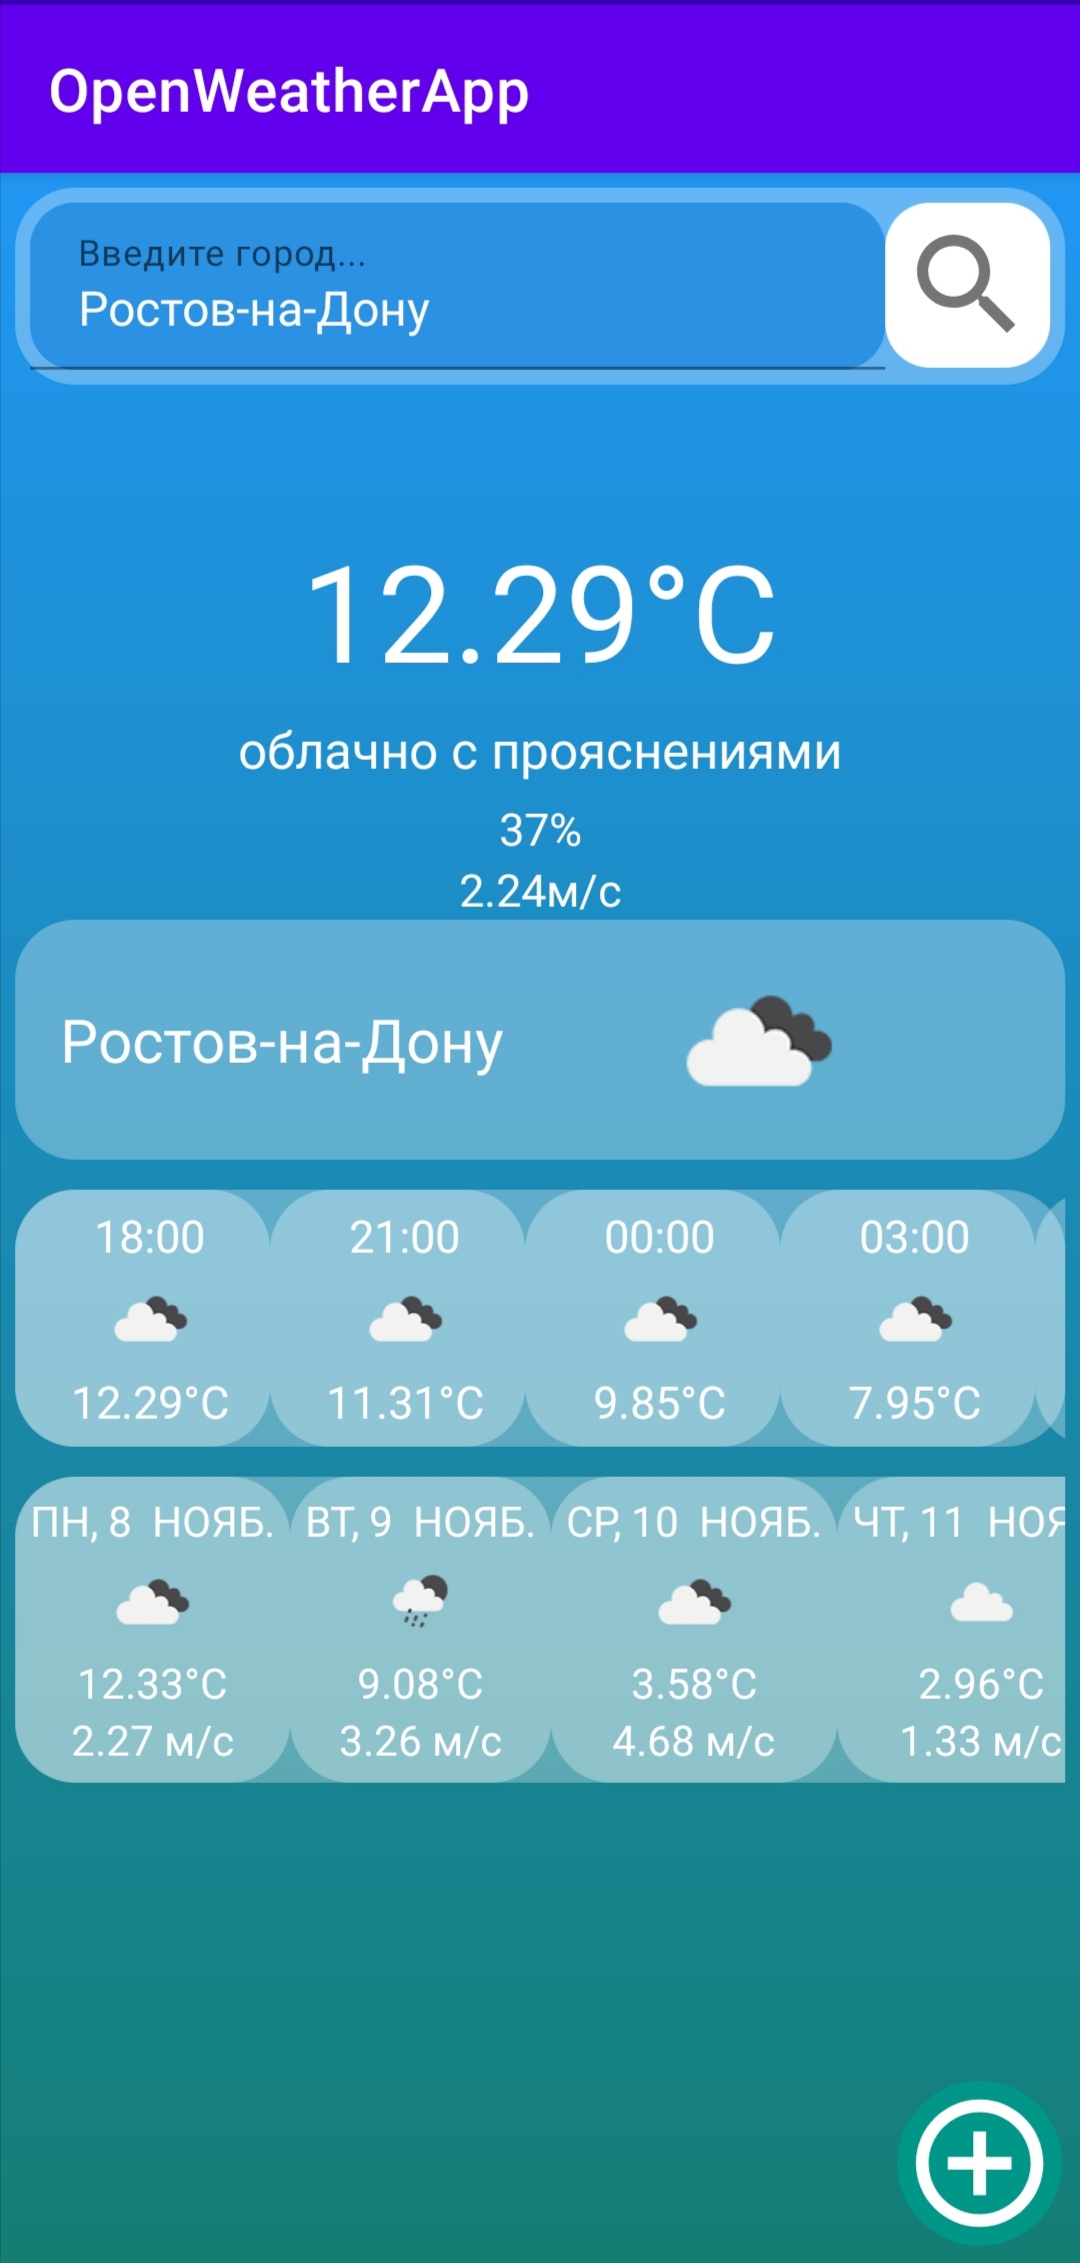 OpenWeatherApp
Введите город...
Ростов-на-Дону
12.29°C
облачно с прояснениями
37%
2.24м/с
Ростов-на-Дону
18:00 21:00 00:00 03:00
12.29°C 11.31°C 9.85°C 7.95°C
ПН, 8 НОЯБ. ВТ, 9 НОЯБ. СР, 10 НОЯБ. ЧТ, 11 НОЯ
12.33°C 9.08°C 3.58°C 2.96°C
2.27 м/с 3.26 м/с 4.68 м/с 1.33 м/с